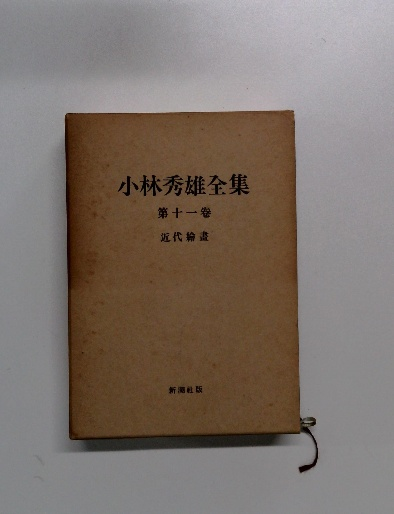 小林秀雄全集
第十一巻
近代繪畫
新潮社版